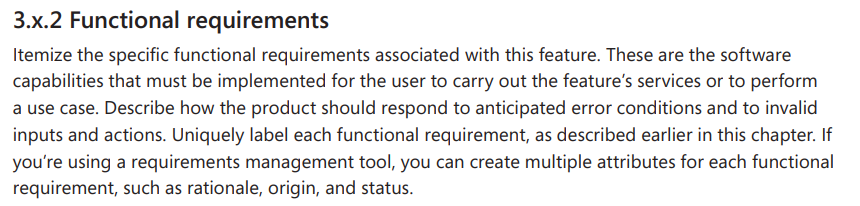 3.x.2 Functional requirements
Itemize the specific functional requirements associated with this feature. These are the software
capabilities that must be implemented for the user to carry out the feature’s services or to perform
a use case. Describe how the product should respond to anticipated error conditions and to invalid
inputs and actions. Uniquely label each functional requirement, as described earlier in this chapter. If
you’re using a requirements management tool, you can create multiple attributes for each functional
requirement, such as rationale, origin, and status.